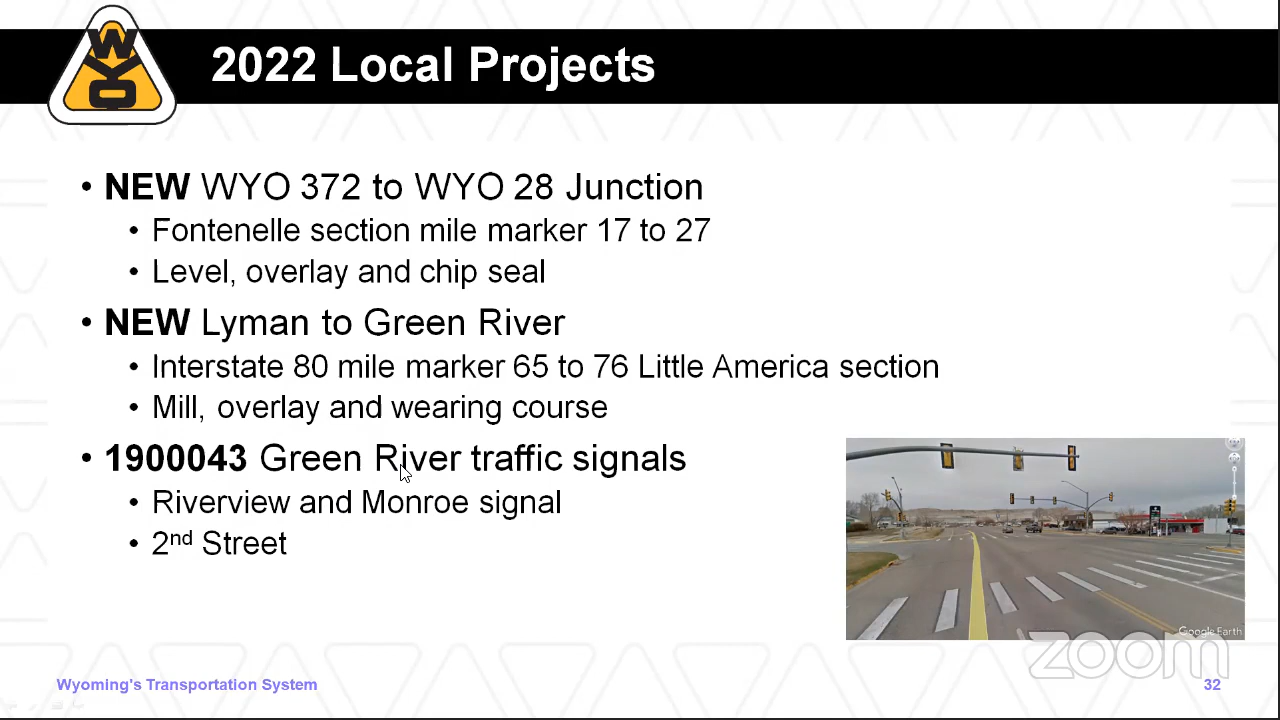 WYO
2022 Local Projects
• NEW WYO 372 to WYO 28 Junction
• Fontenelle section mile marker 17 to 27
• Level, overlay and chip seal
• NEW Lyman to Green River
• Interstate 80 mile marker 65 to 76 Little America section
• Mill, overlay and wearing course
• 1900043 Green River traffic signals
• Riverview and Monroe signal
• 2nd Street
Google Earth
zoom
Wyoming's Transportation System
32